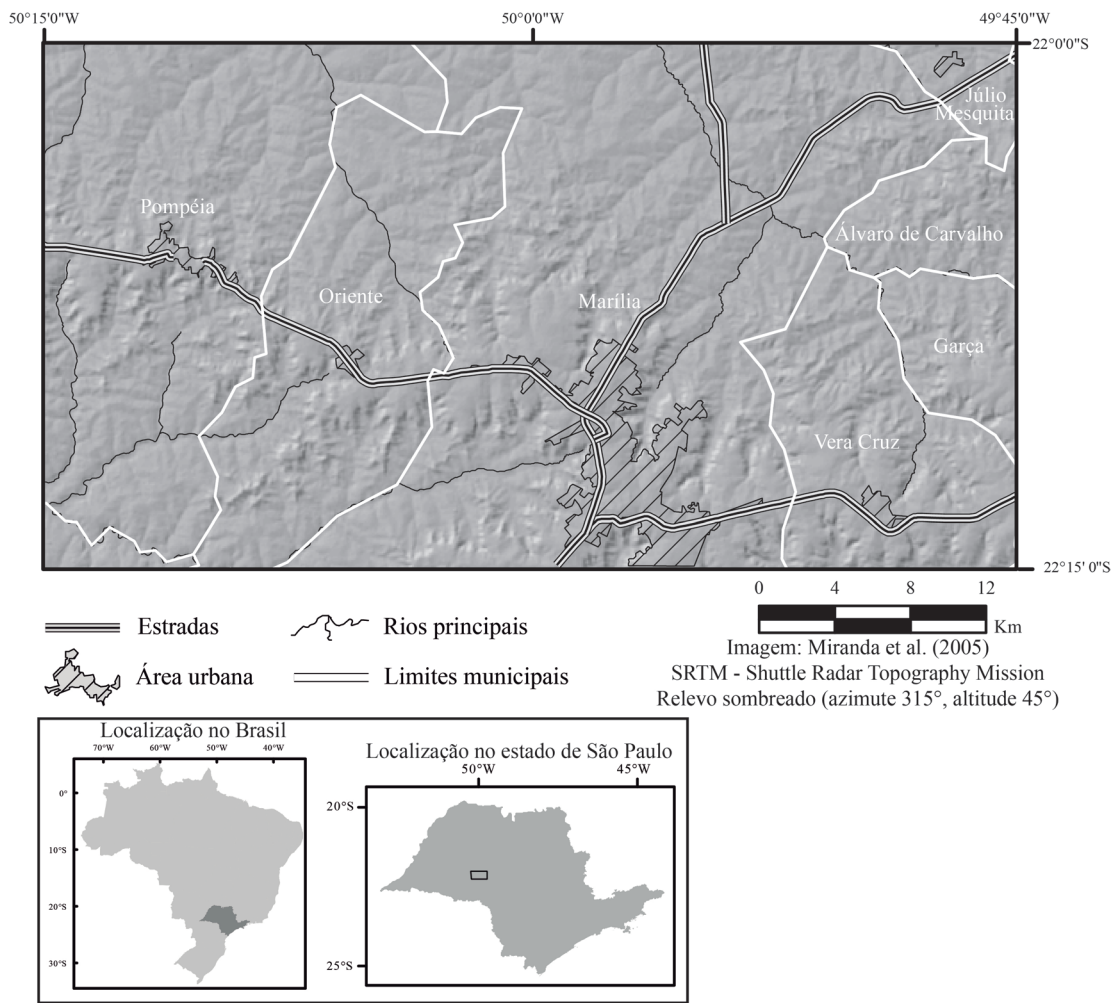 50°15'0"W
50°0'0"W
49°45'0"W
22°0'0"S
Júlio
Mesquita
Pompéia
Álvaro de Carvalho
Oriente
Marília
Garça
Vera Cruz
22°15' 0"S
0 4 8 12
Km
Estradas
Rios principais
Área urbana
Limites municipais
Imagem: Miranda et al. (2005)
SRTM - Shuttle Radar Topography Mission
Relevo sombreado (azimute 315°, altitude 45°)
Localização no Brasil
70°W 60°W 50°W 40°W
0°
10°S
20°S
30°S
Localização no estado de São Paulo
50°W 45°W
20°S
25°S